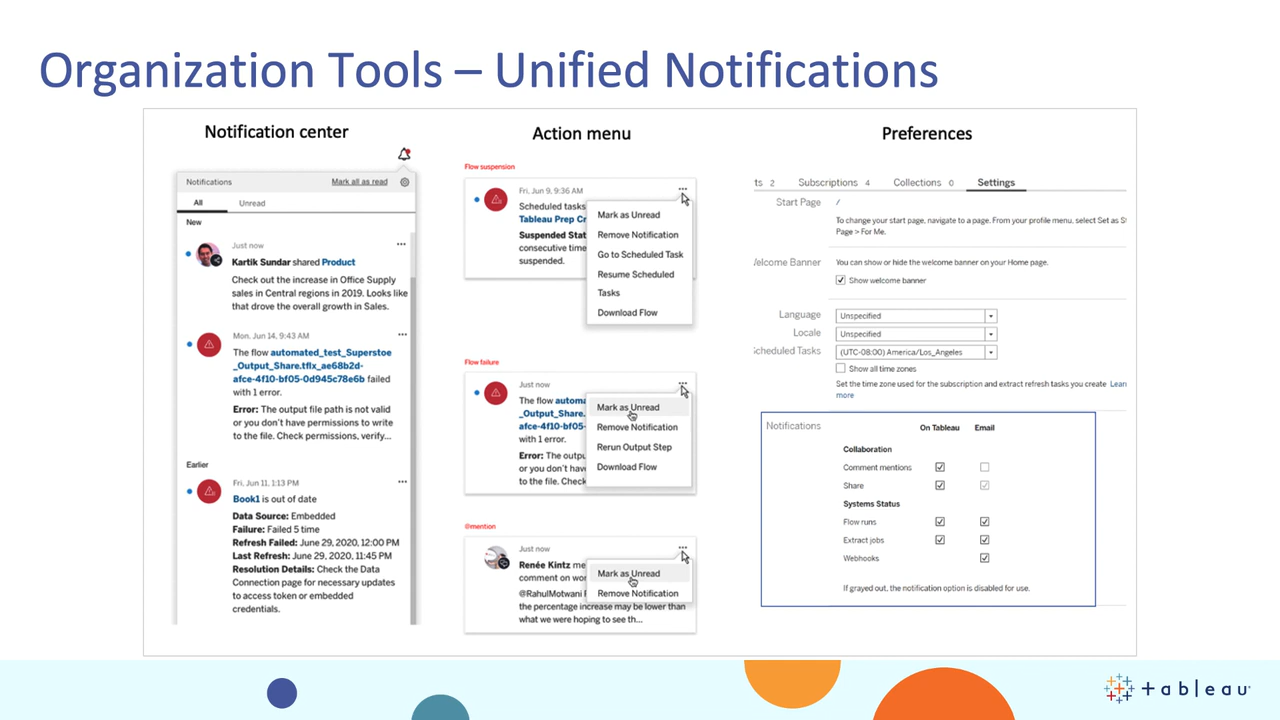 Organization Tools – Unified Notifications
Notification center
Notifications
Mark all as read
All
Unread
New
Just now
Kartik Sundar shared Product
Check out the increase in Office Supply
sales in Central regions in 2019. Looks like
that drove the overall growth in Sales.
Mon. Jun 14, 9:43 AM
The flow automated_test_Superstoe
_Output_Share.tflx_ae68b2d-
afce-4f10-bf05-0d945c78e6b failed
with 1 error.
Error: The output file path is not valid
or you don't have permissions to write
to the file. Check permissions, verify...
Earlier
Fri, Jun 11, 1:13 PM
Book1 is out of date
Data Source: Embedded
Failure: Failed 5 time
Refresh Failed: June 29, 2020, 12:00 PM
Last Refresh: June 29, 2020, 11:45 PM
Resolution Details: Check the Data
Connection page for necessary updates
to access token or embedded
credentials.
Action menu
Flow suspension
Fri, Jun 9, 9:36 AM
Scheduled tasks
Tableau Prep Cr
Suspended Stat
consecutive time
suspended.
Mark as Unread
Remove Notification
Go to Scheduled Task
Resume Scheduled
Tasks
Download Flow
Flow failure
Just now
The flow automa
_Output_Share.
afce-4f10-bf05-
with 1 error.
Error: The outpu
or you don't have
to the file. Check
Mark as Unread
Remove Notification
Rerun Output Step
Download Flow
@mention
Just now
Renée Kintz me
comment on wor
@RahulMotwani
the percentage increase may be lower than
what we were hoping to see th...
Mark as Unread
Remove Notification
Preferences
ts 2
Subscriptions 4
Collections 0
Settings
Start Page
/
To change your start page, navigate to a page. From your profile menu, select Set as St
Page > For Me.
Velcome Banner
You can show or hide the welcome banner on your Home page.
Show welcome banner
Language
Unspecified
Locale
Unspecified
cheduled Tasks
(UTC-08:00) America/Los_Angeles
Show all time zones
Set the time zone used for the subscription and extract refresh tasks you create Learn
more
Notifications
On Tableau
Email
Collaboration
Comment mentions
Share
Systems Status
Flow runs
Extract jobs
Webhooks
If grayed out, the notification option is disabled for use.
+ableau